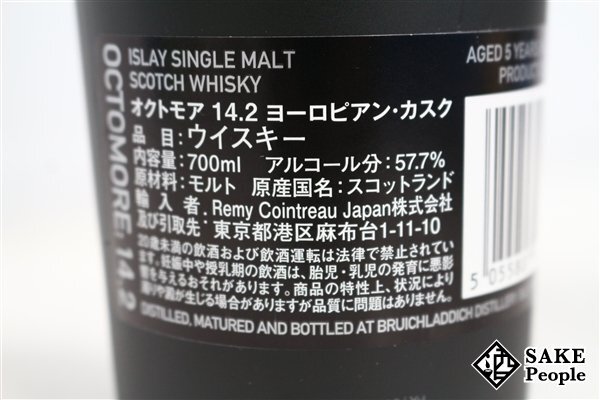 ISLAY SINGLE MALT
SCOTCH WHISKY
AGED 5 YEARS
PRODUC
オクトモア 14.2 ヨーロピアン・カスク
品　目：ウイスキー
内容量：700ml　アルコール分：57.7%
原材料：モルト　原産国名：スコットランド
輸 入 者：Remy Cointreau Japan株式会社
及び引取先：東京都港区麻布台1-11-10
20歳未満の飲酒および飲酒運転は法律で禁止されてい
ます。妊娠中や授乳期の飲酒は、胎児・乳児の発育に悪影
響を与えるおそれがあります。商品の特性上、状況により
濁りや澱が生じる場合がありますが品質に問題はありません。
DISTILLED, MATURED AND BOTTLED AT BRUICHLADDICH DISTILLERY
OCTOMORE. 14.2
SAKE
People